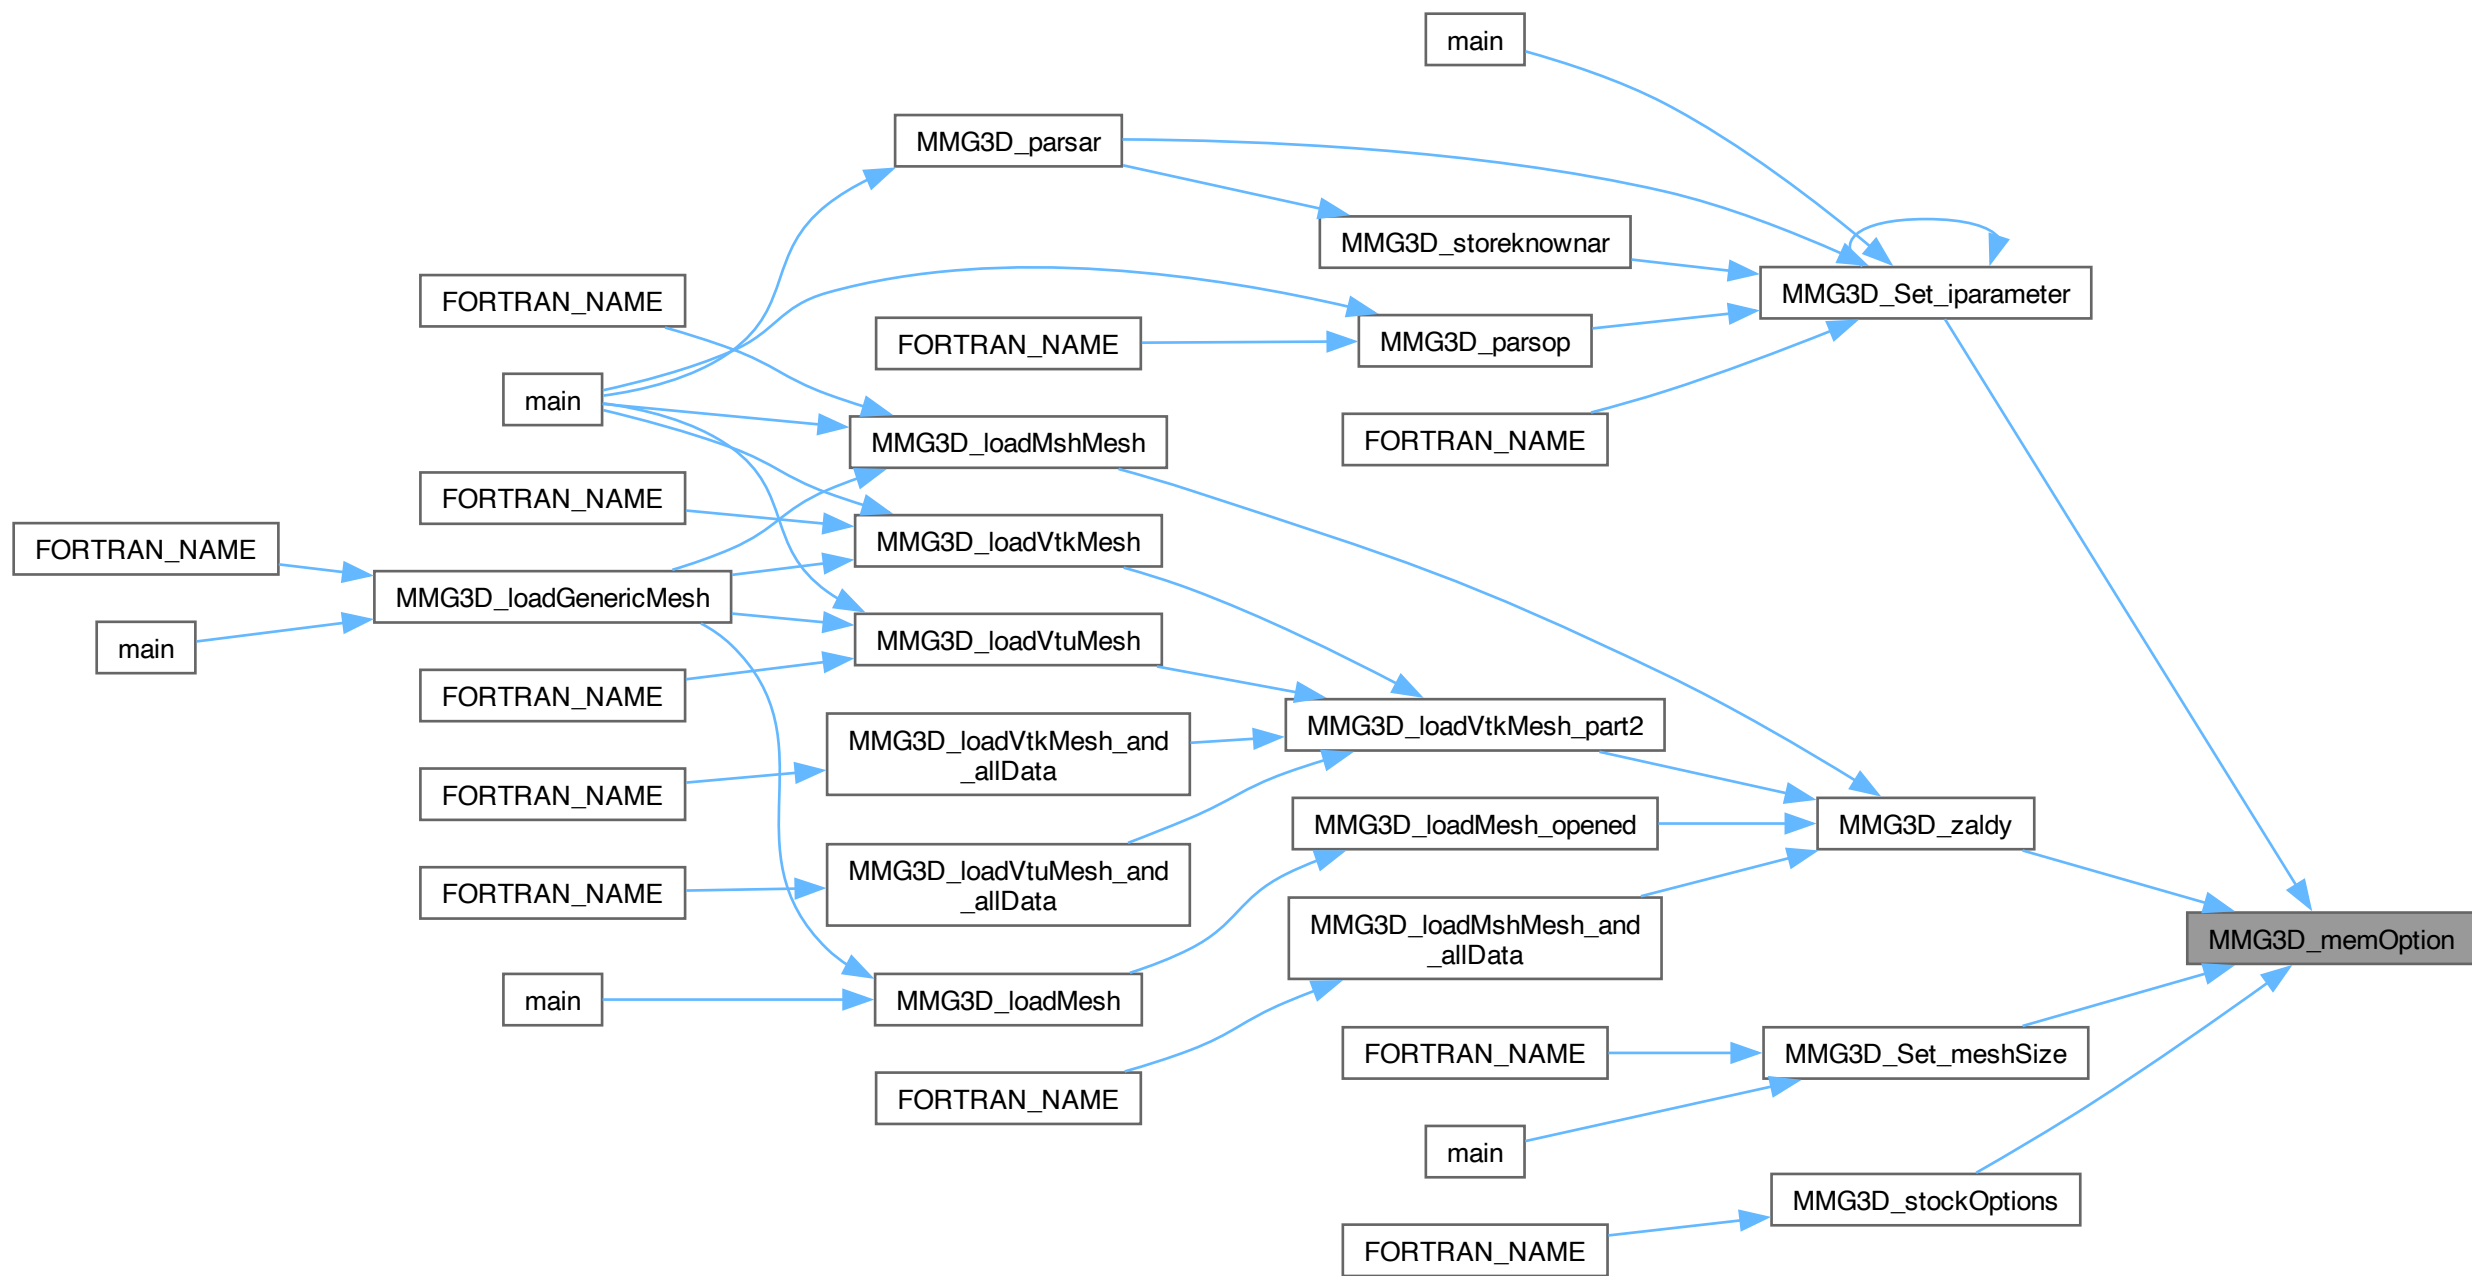 main
MMG3D_parsar
MMG3D_storeknownar
MMG3D_Set_iparameter
FORTRAN_NAME
FORTRAN_NAME
MMG3D_parsop
main
MMG3D_loadMshMesh
FORTRAN_NAME
FORTRAN_NAME
MMG3D_loadVtkMesh
FORTRAN_NAME
MMG3D_loadGenericMesh
main
MMG3D_loadVtuMesh
FORTRAN_NAME
MMG3D_loadVtkMesh_part2
MMG3D_loadVtkMesh_and
_allData
FORTRAN_NAME
MMG3D_loadMesh_opened
MMG3D_zaldy
MMG3D_loadVtuMesh_and
_allData
FORTRAN_NAME
MMG3D_loadMshMesh_and
_allData
MMG3D_memOption
main
MMG3D_loadMesh
FORTRAN_NAME
MMG3D_Set_meshSize
FORTRAN_NAME
main
MMG3D_stockOptions
FORTRAN_NAME